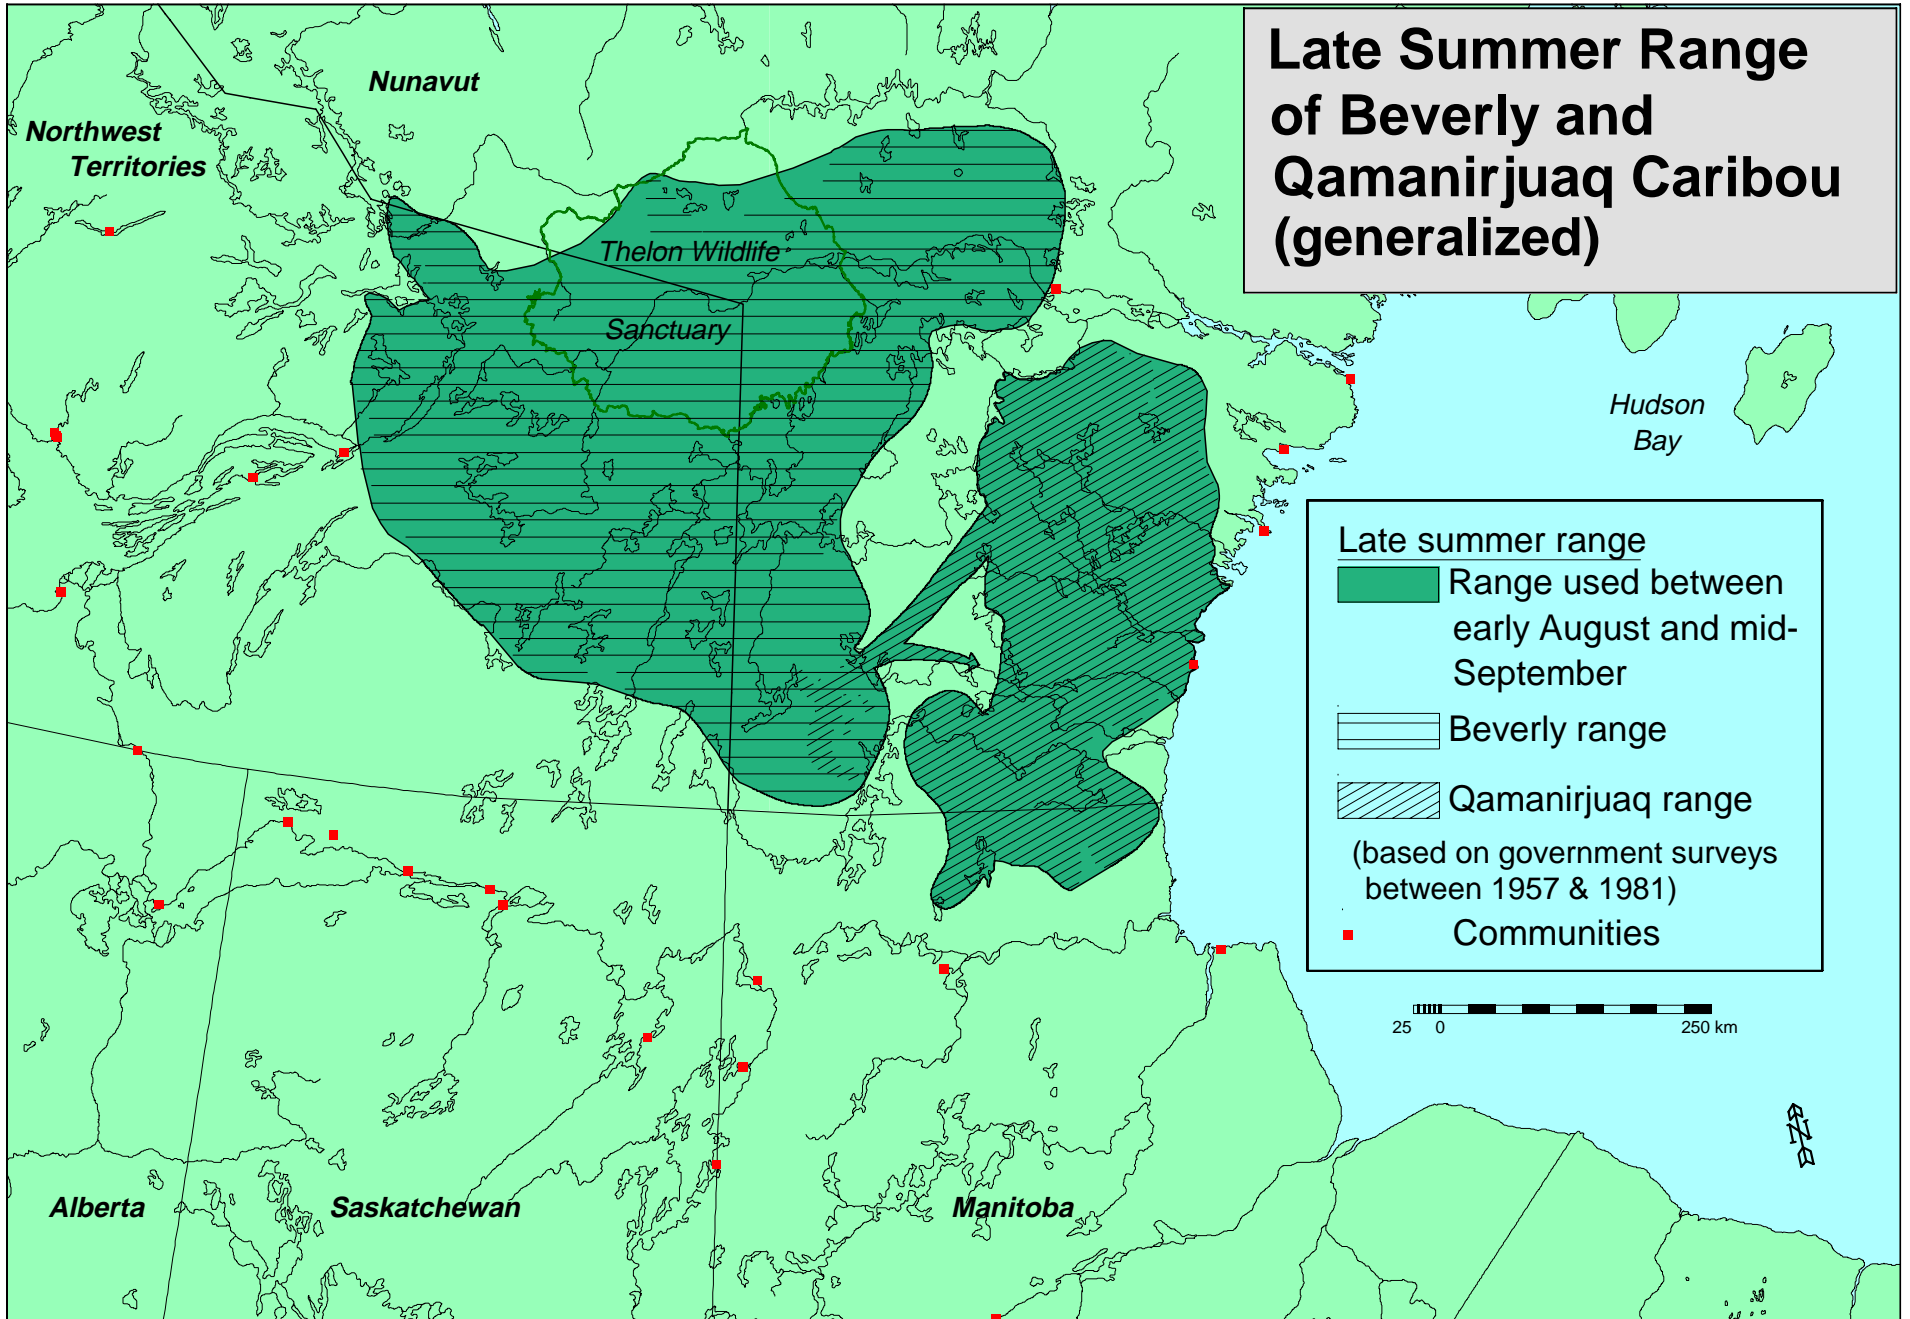 Late Summer Range
of Beverly and
Qamanirjuaq Caribou
(generalized)
Nunavut
Northwest
Territories
Thelon Wildlife
Sanctuary
Hudson
Bay
Late summer range
Range used between
early August and mid-
September
Beverly range
Qamanirjuaq range
(based on government surveys
between 1957 & 1981)
Communities
25 0 250 km
N
Alberta
Saskatchewan
Manitoba